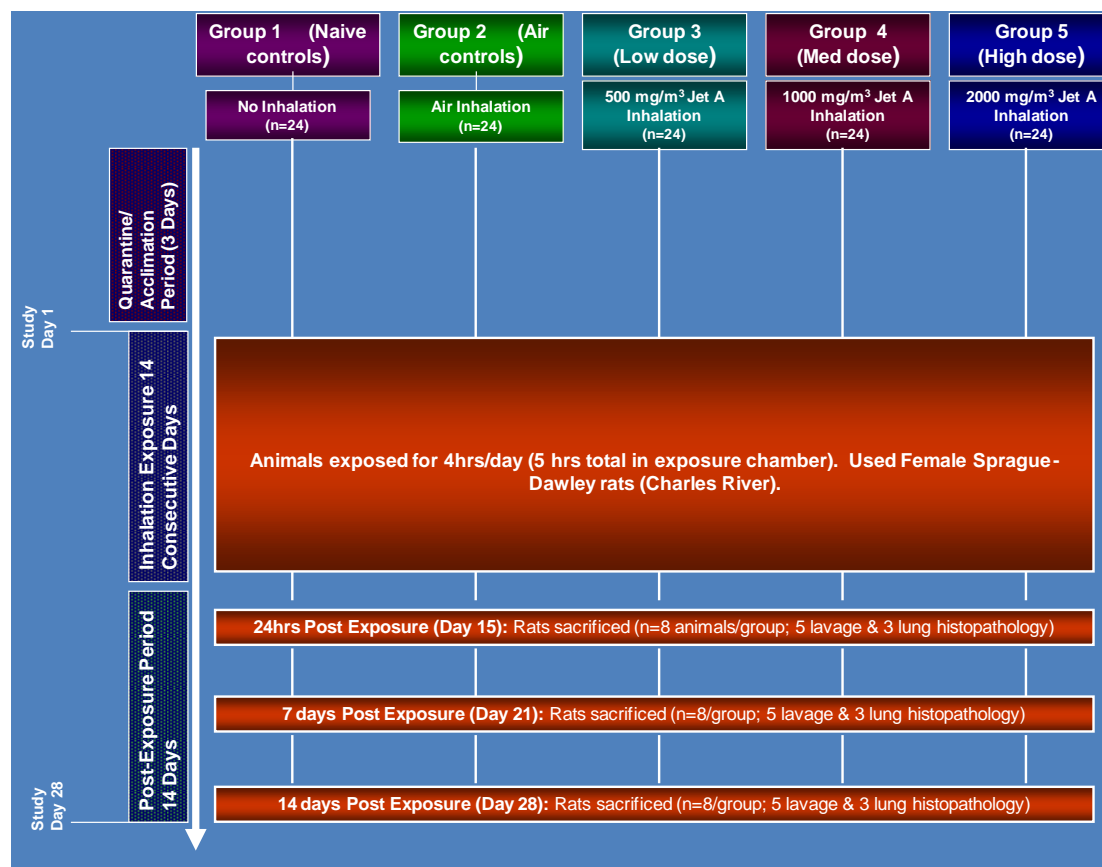 Group 1 (Naive
controls)
Group 2 (Air
controls)
Group 3
(Low dose)
Group 4
(Med dose)
Group 5
(High dose)
No Inhalation
(n=24)
Air Inhalation
(n=24)
500 mg/m³ Jet A
Inhalation
(n=24)
1000 mg/m³ Jet A
Inhalation
(n=24)
2000 mg/m³ Jet A
Inhalation
(n=24)
Quarantine/
Acclimation
Period (3 Days)
Study
Day 1
Inhalation Exposure 14
Consecutive Days
Animals exposed for 4hrs/day (5 hrs total in exposure chamber). Used Female Sprague-
Dawley rats (Charles River).
Post-Exposure Period
14 Days
24hrs Post Exposure (Day 15): Rats sacrificed (n=8 animals/group; 5 lavage & 3 lung histopathology)
7 days Post Exposure (Day 21): Rats sacrificed (n=8/group; 5 lavage & 3 lung histopathology)
14 days Post Exposure (Day 28): Rats sacrificed (n=8/group; 5 lavage & 3 lung histopathology)
Study
Day 28